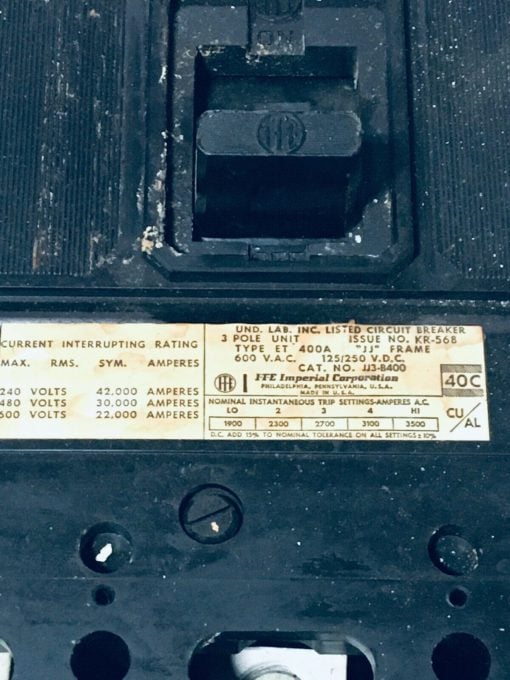 ITE
ON
ITE
CURRENT INTERRUPTING RATING
MAX. RMS. SYM. AMPERES
240 VOLTS 42,000 AMPERES
480 VOLTS 30,000 AMPERES
600 VOLTS 22,000 AMPERES
UND. LAB. INC. LISTED CIRCUIT BREAKER
3 POLE UNIT ISSUE NO. KR-568
TYPE ET 400A "JJ" FRAME
600 V.A.C. 125/250 V.D.C.
CAT. NO. JJ3-B400
ITE ITE Imperial Corporation
PHILADELPHIA, PENNSYLVANIA, U.S.A.
MADE IN U.S.A.
40C
NOMINAL INSTANTANEOUS TRIP SETTINGS-AMPERES A.C.
LO 2 3 4 HI
1900 2300 2700 3100 3500
D.C. ADD 15% TO NOMINAL TOLERANCE ON ALL SETTINGS ± 10%
CU/AL